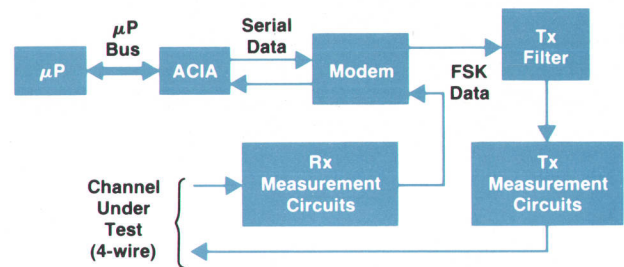 μP
Bus
Serial
Data
Tx
Filter
μP
ACIA
Modem
FSK
Data
Rx
Measurement
Circuits
Tx
Measurement
Circuits
Channel
Under
Test
(4-wire)